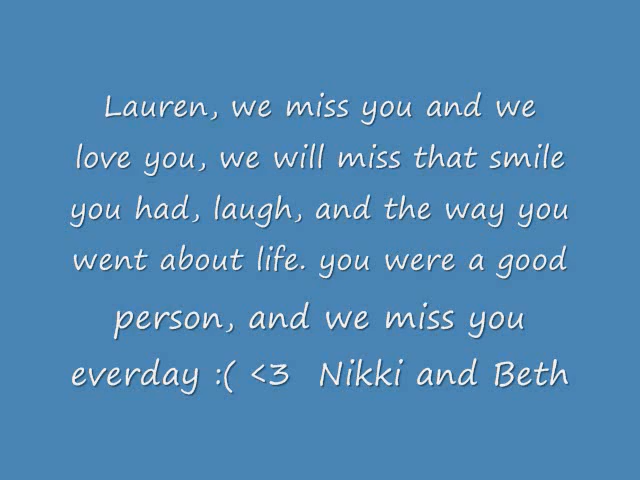 Lauren, we miss you and we
love you, we will miss that smile
you had, laugh, and the way you
went about life. you were a good
person, and we miss you
everday :( <3  Nikki and Beth